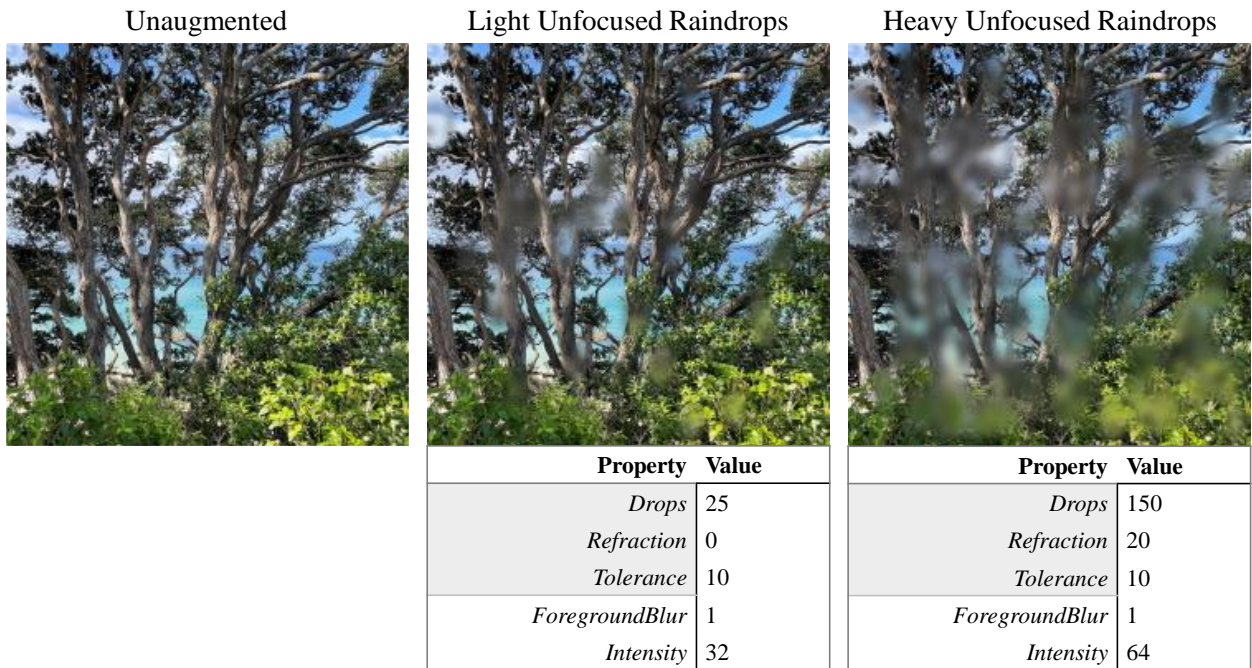 Unaugmented
Light Unfocused Raindrops
Heavy Unfocused Raindrops
Property Value
Drops 25
Refraction 0
Tolerance 10
ForegroundBlur 1
Intensity 32
Property Value
Drops 150
Refraction 20
Tolerance 10
ForegroundBlur 1
Intensity 64